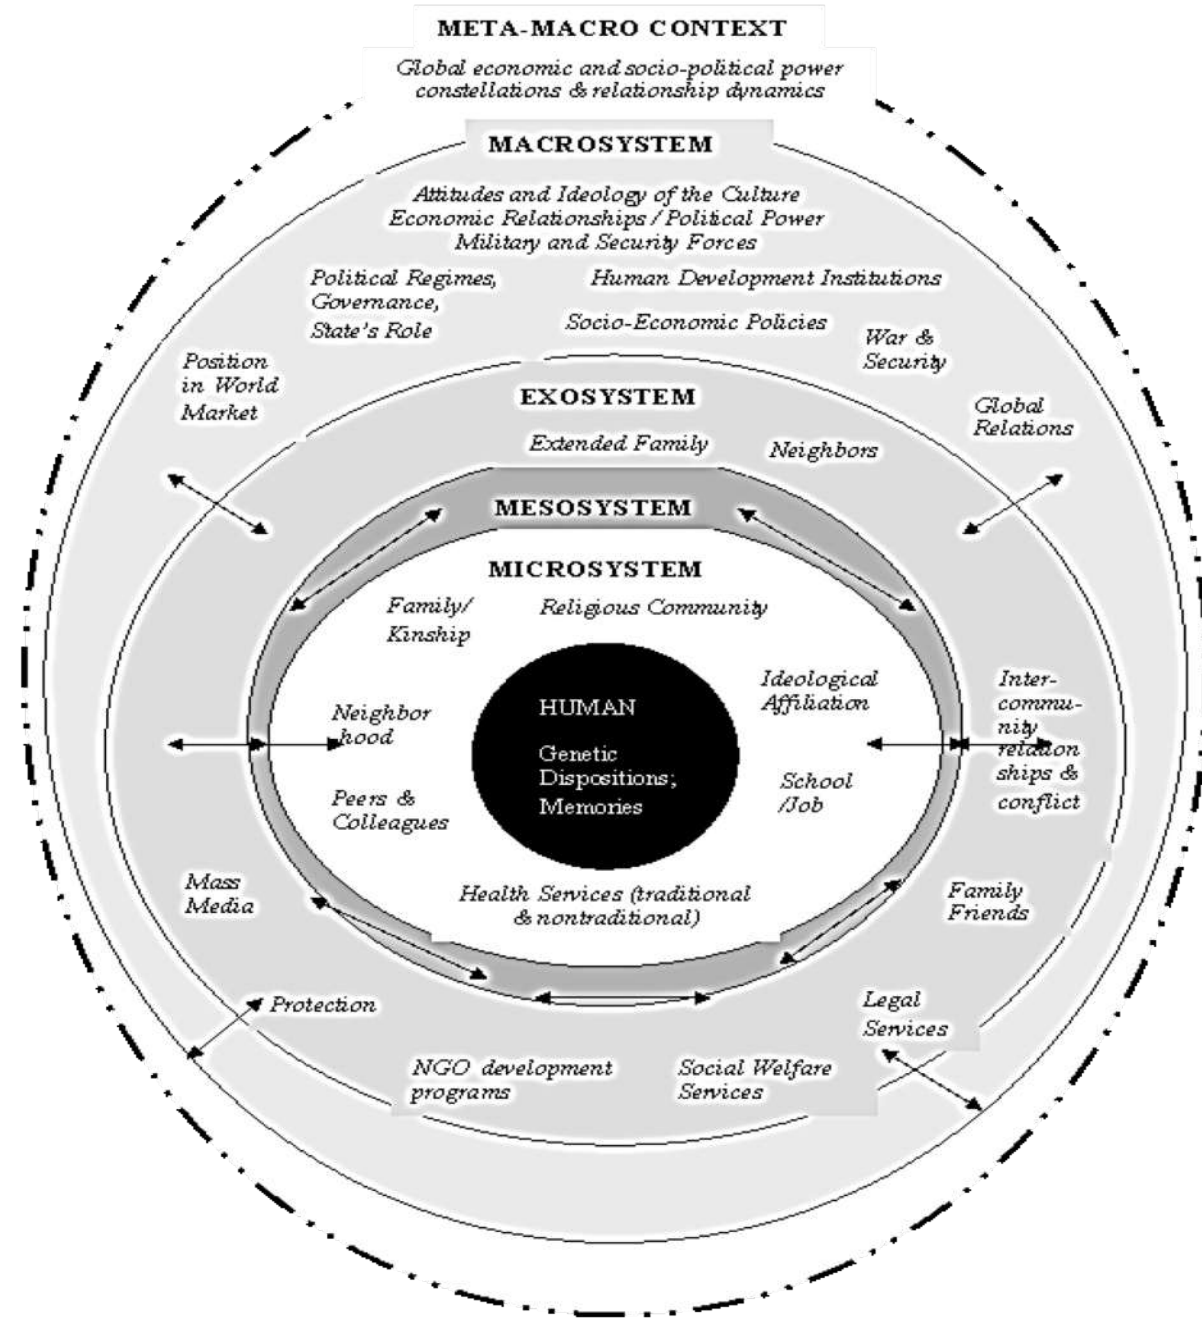 META-MACRO CONTEXT
Global economic and socio-political power
constellations & relationship dynamics
MACROSYSTEM
Attitudes and Ideology of the Culture
Economic Relationships / Political Power
Military and Security Forces
Political Regimes,
Governance,
State's Role
Human Development Institutions
Socio-Economic Policies
War &
Security
Position
in World
Market
Global
Relations
EXOSYSTEM
Extended Family
Neighbors
MESOSYSTEM
MICROSYSTEM
Family/
Kinship
Religious Community
Neighbor
hood
Ideological
Affiliation
Inter-
commu-
nity
relation
ships &
conflict
HUMAN
Genetic
Dispositions;
Memories
Peers &
Colleagues
School
/Job
Health Services (traditional
& nontraditional)
Mass
Media
Family
Friends
Protection
Legal
Services
NGO development
programs
Social Welfare
Services